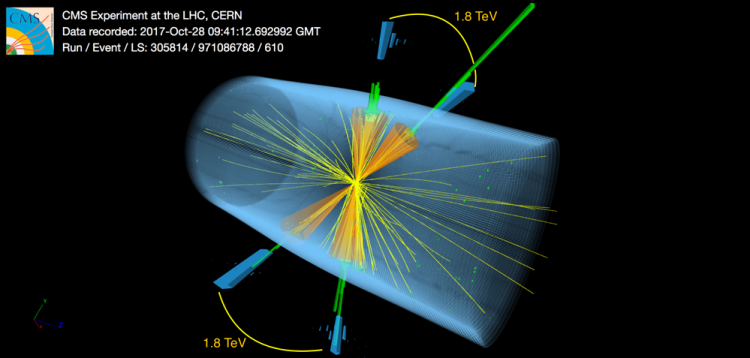 CMS
CMS Experiment at the LHC, CERN
Data recorded: 2017-Oct-28 09:41:12.692992 GMT
Run / Event / LS: 305814 / 971086788 / 610
1.8 TeV
1.8 TeV